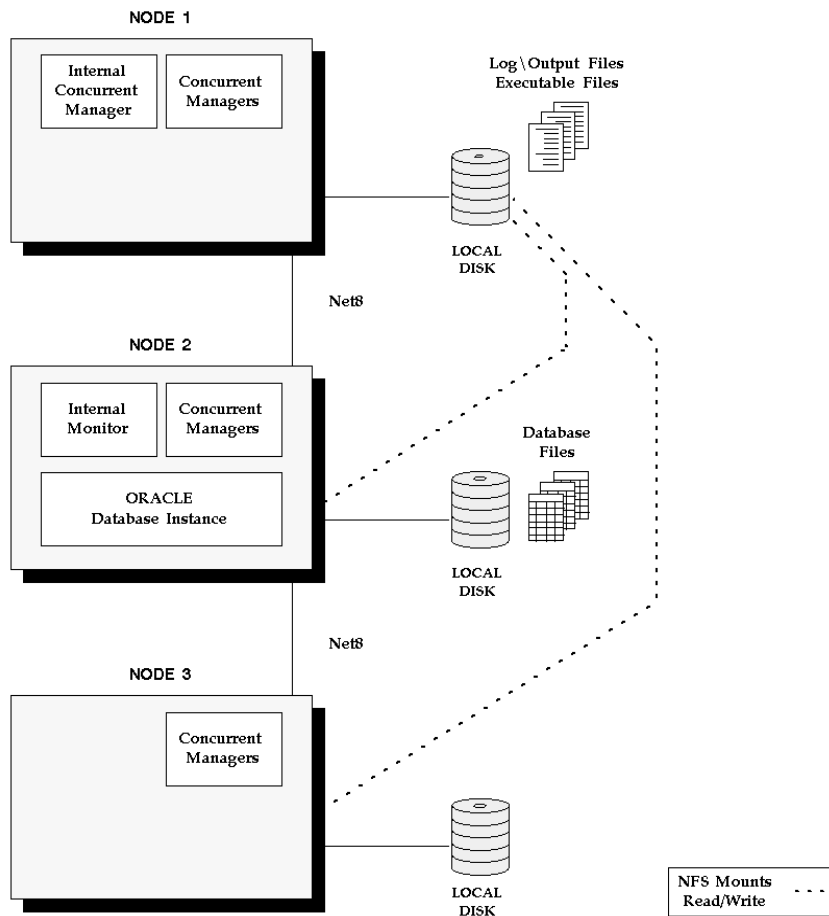 NODE 1
Internal
Concurrent
Manager
Concurrent
Managers
Log\Output Files
Executable Files
LOCAL
DISK
Net8
NODE 2
Internal
Monitor
Concurrent
Managers
ORACLE
Database Instance
Database
Files
LOCAL
DISK
Net8
NODE 3
Concurrent
Managers
LOCAL
DISK
NFS Mounts
Read/Write